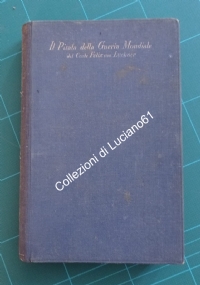 Il Pirata della Guerra Mondiale
del Conte Felix von Luckner
Collezioni di Luciano61